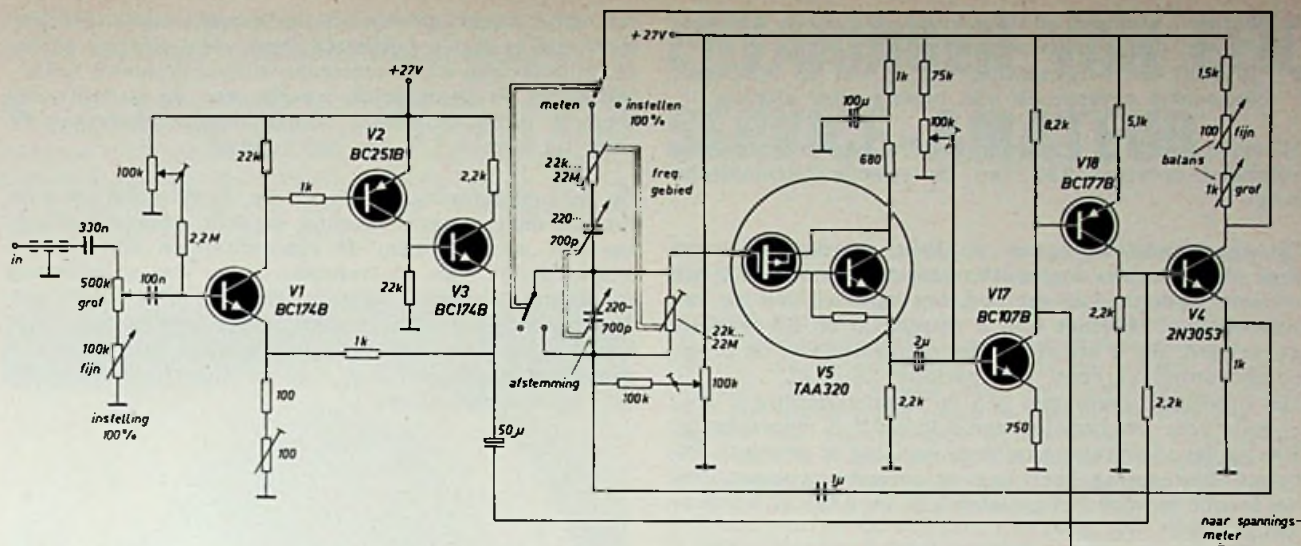 +27V
+27V
meten
instellen
100%
100µ
1k
75k
100k
680
8,2k
5,1k
1,5k
100
fijn
balans
1k
grof
V2
BC251B
22k
100k
1k
2,2k
2,2M
22k...
22M
freq.
gebied
220...
700p
V18
BC177B
330n
in
500k
grof
100n
V1
BC174B
22k
V3
BC174B
220-
700p
22k...
22M
V17
BC107B
2,2k
V4
2N3053
100k
fijn
1k
afstemming
V5
TAA320
2µ
instelling
100%
100
100k
100k
2,2k
750
2,2k
1k
100
50µ
1µ
naar spannings-
meter